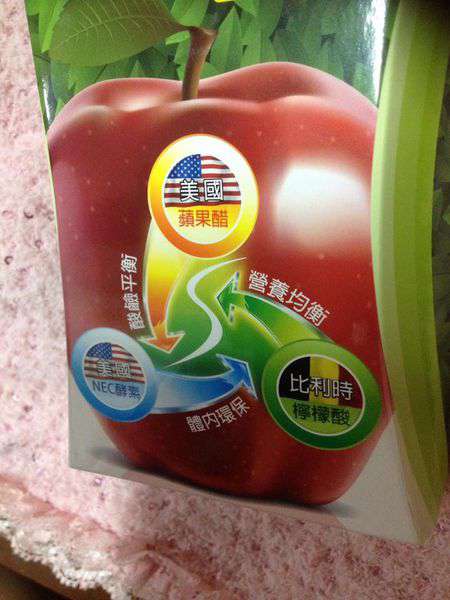 美國
蘋果醋
酸鹼平衡
營養均衡
美國
NEC酵素
比利時
檸檬酸
體內環保